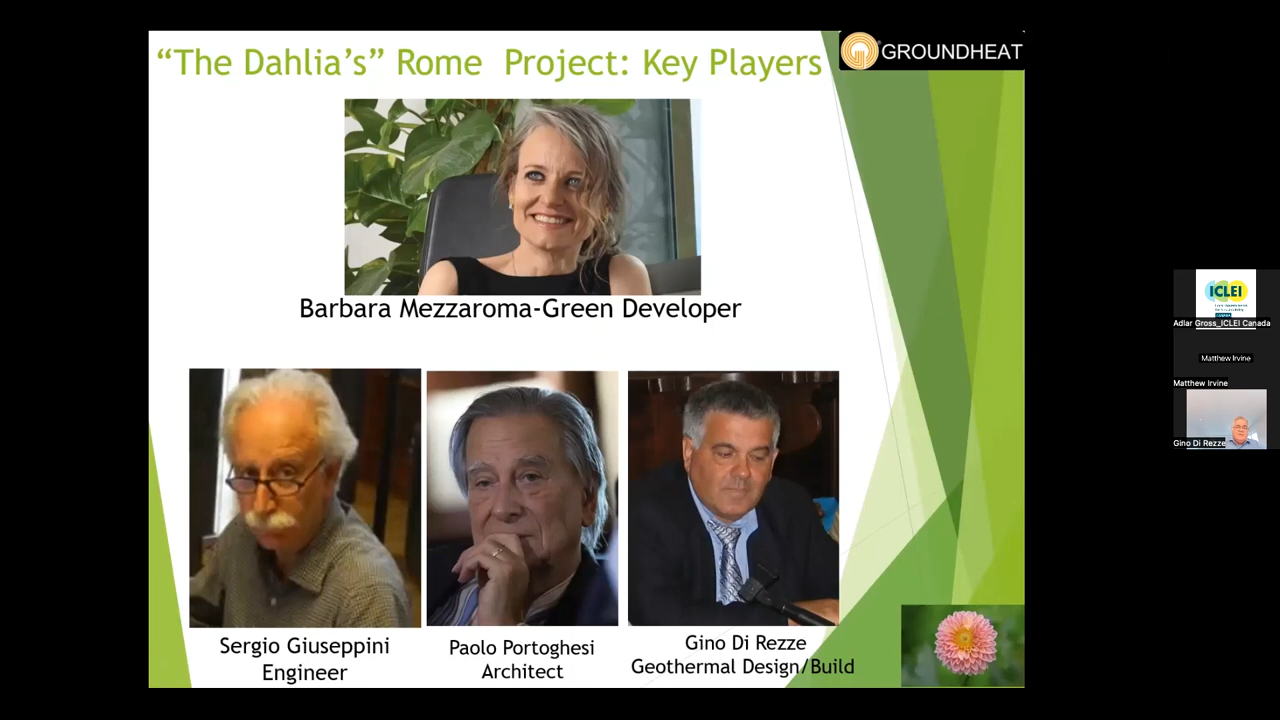 “The Dahlia’s” Rome Project: Key Players
GROUNDHEAT
Barbara Mezzaroma-Green Developer
Sergio Giuseppini
Engineer
Paolo Portoghesi
Architect
Gino Di Rezze
Geothermal Design/Build
ICLEI
Adlar Gross_ICLEI Canada
Matthew Irvine
Matthew Irvine
Gino Di Rezze